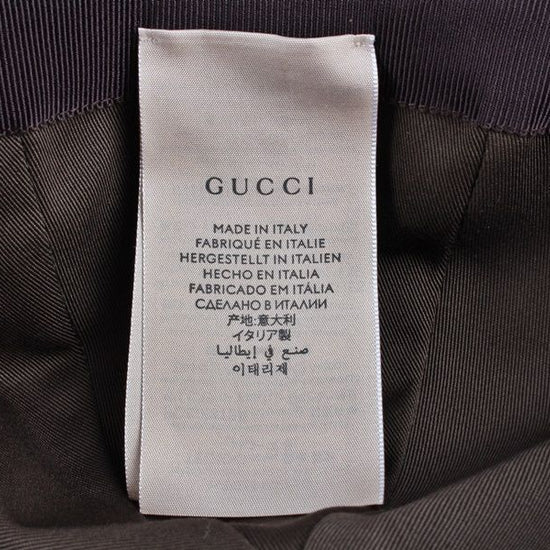 GUCCI
MADE IN ITALY
FABRIQUÉ EN ITALIE
HERGESTELLT IN ITALIEN
HECHO EN ITALIA
FABRICADO EM ITÁLIA
СДЕЛАНО В ИТАЛИИ
产地:意大利
イタリア製
صنع في إيطاليا
이태리제